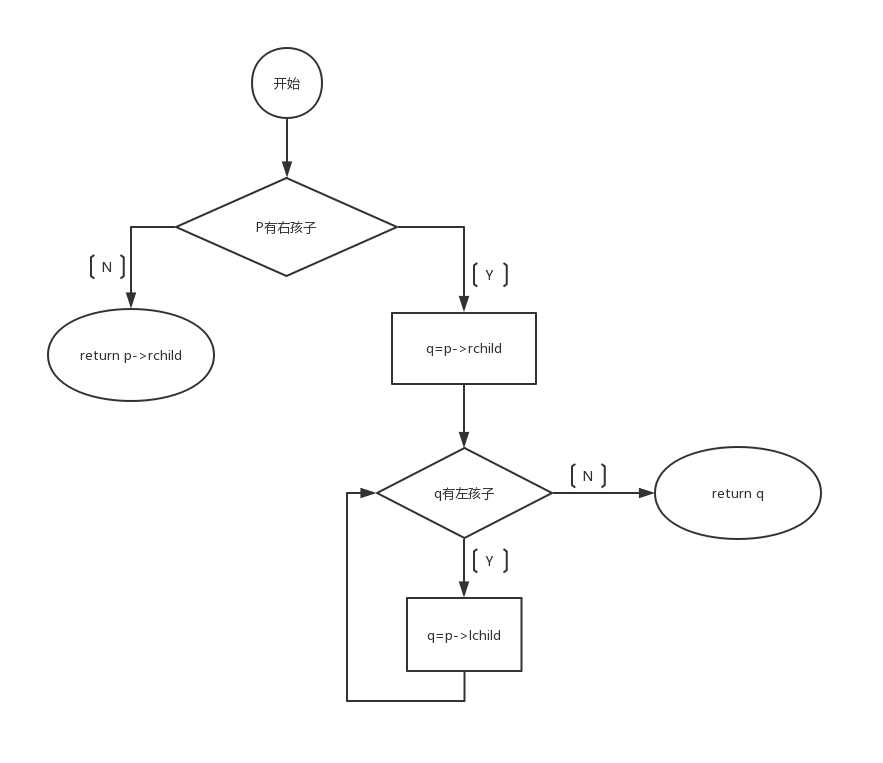 开始
P有右孩子
N
Y
return p->rchild
q=p->rchild
q有左孩子
N
return q
Y
q=p->lchild